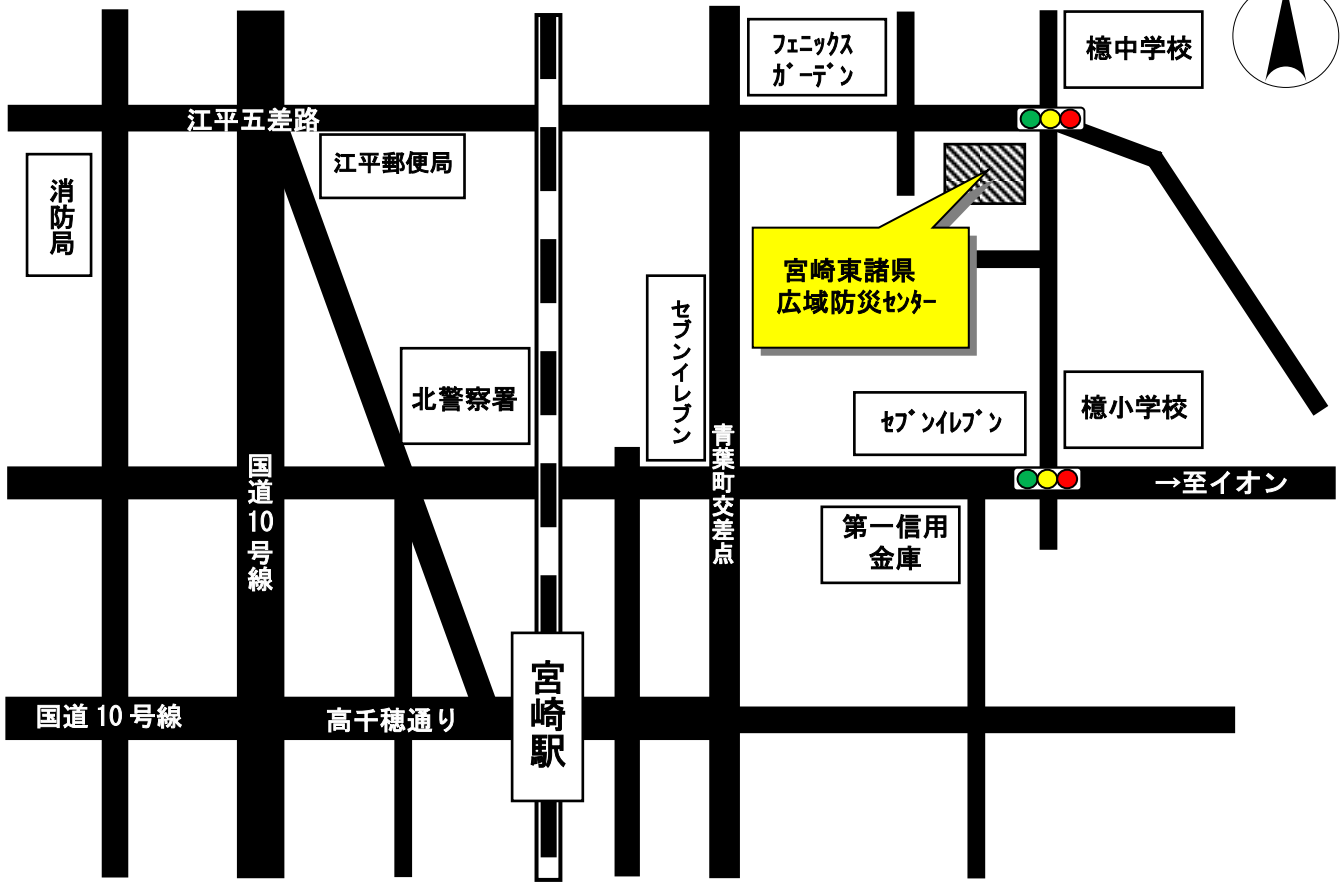 フェニックス
ガーデン
檍中学校
江平五差路
江平郵便局
消防局
宮崎東諸県
広域防災センター
セブンイレブン
北警察署
セブンイレブン
檍小学校
青葉町交差点
国道10号線
→至イオン
第一信用
金庫
宮崎駅
国道10号線
高千穂通り